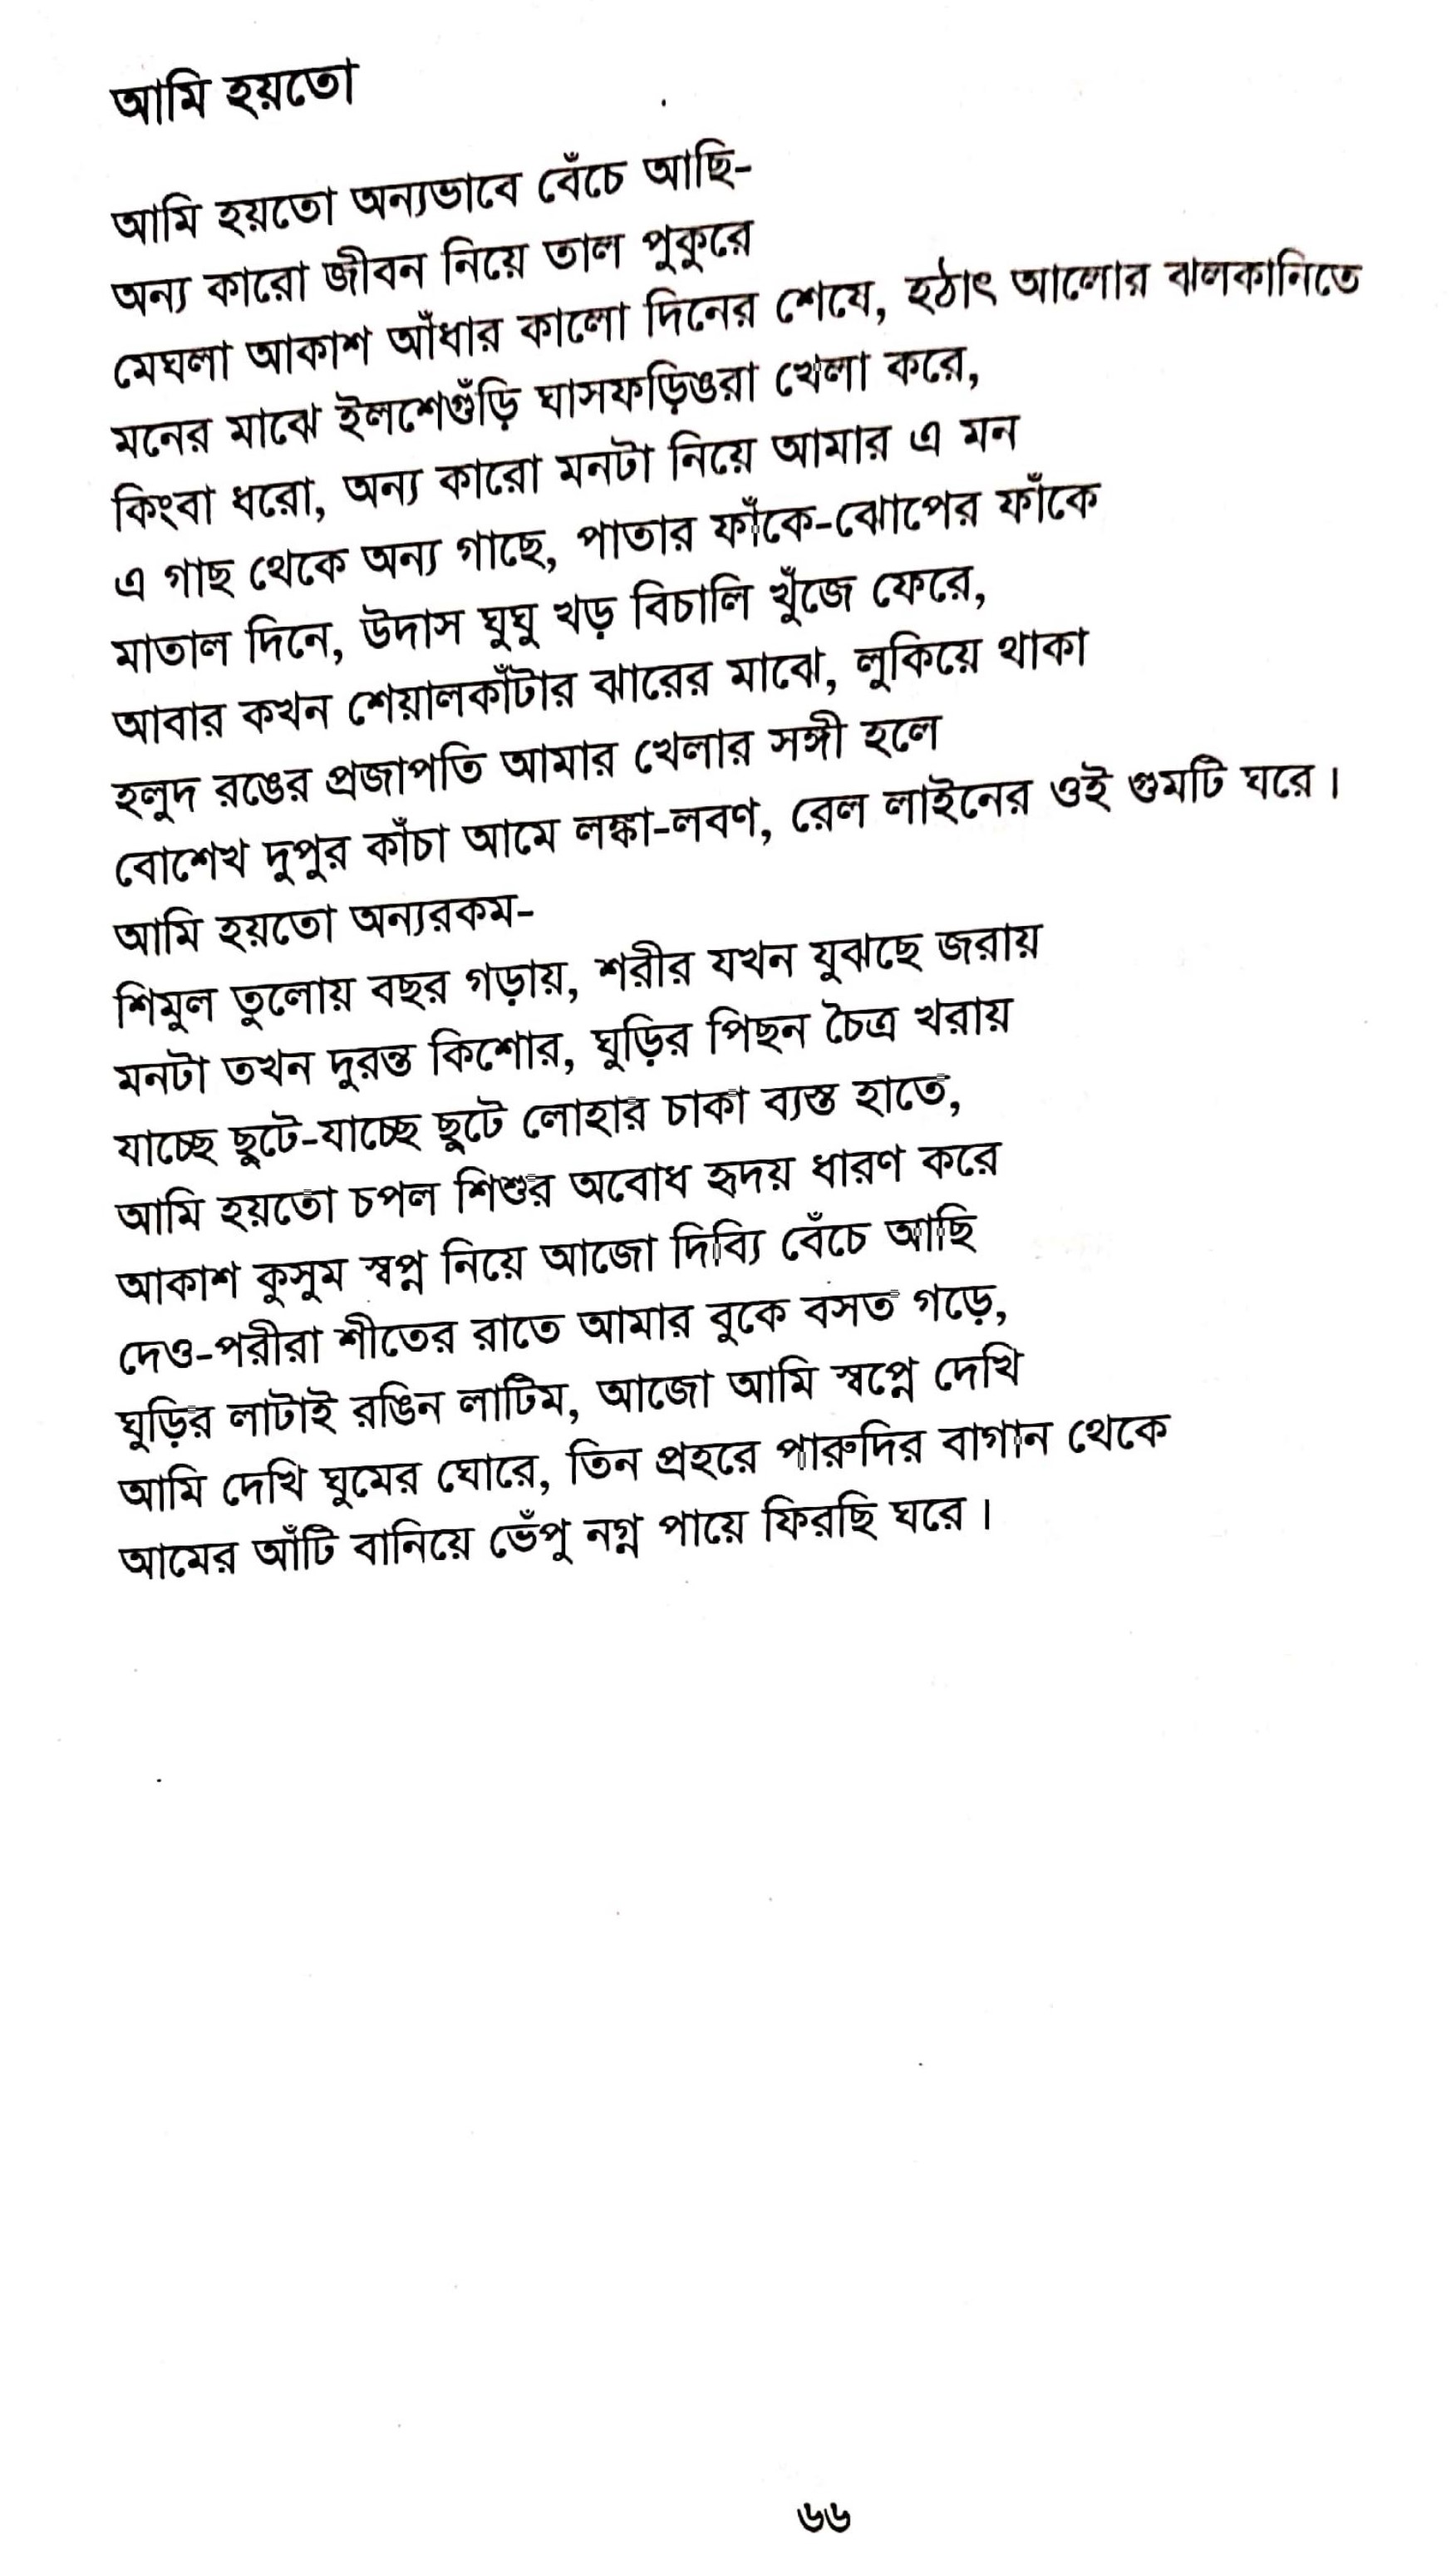 আমি হয়তো
আমি হয়তো অন্যভাবে বেঁচে আছি-
অন্য কারো জীবন নিয়ে তাল পুকুরে
মেঘলা আকাশ আঁধার কালো দিনের শেষে, হঠাৎ আলোর ঝলকানিতে
মনের মাঝে ইলশেগুঁড়ি ঘাসফড়িঙরা খেলা করে,
কিংবা ধরো, অন্য কারো মনটা নিয়ে আমার এ মন
এ গাছ থেকে অন্য গাছে, পাতার ফাঁকে-ঝোপের ফাঁকে
মাতাল দিনে, উদাস ঘুঘু খড় বিচালি খুঁজে ফেরে,
আবার কখন শেয়ালকাঁটার ঝারের মাঝে, লুকিয়ে থাকা
হলুদ রঙের প্রজাপতি আমার খেলার সঙ্গী হলে
বোশেখ দুপুর কাঁচা আমে লঙ্কা-লবণ, রেল লাইনের ওই গুমটি ঘরে।
আমি হয়তো অন্যরকম-
শিমুল তুলোয় বছর গড়ায়, শরীর যখন যুঝছে জরায়
মনটা তখন দুরন্ত কিশোর, ঘুড়ির পিছন চৈত্র খরায়
যাচ্ছে ছুটে-যাচ্ছে ছুটে লোহার চাকা ব্যস্ত হাতে,
আমি হয়তো চপল শিশুর অবোধ হৃদয় ধারণ করে
আকাশ কুসুম স্বপ্ন নিয়ে আজো দিব্যি বেঁচে আছি
দেও-পরীরা শীতের রাতে আমার বুকে বসত গড়ে,
ঘুড়ির লাটাই রঙিন লাটিম, আজো আমি স্বপ্নে দেখি
আমি দেখি ঘুমের ঘোরে, তিন প্রহরে পারুদির বাগান থেকে
আমের আঁটি বানিয়ে ভেঁপু নগ্ন পায়ে ফিরছি ঘরে।
৬৬